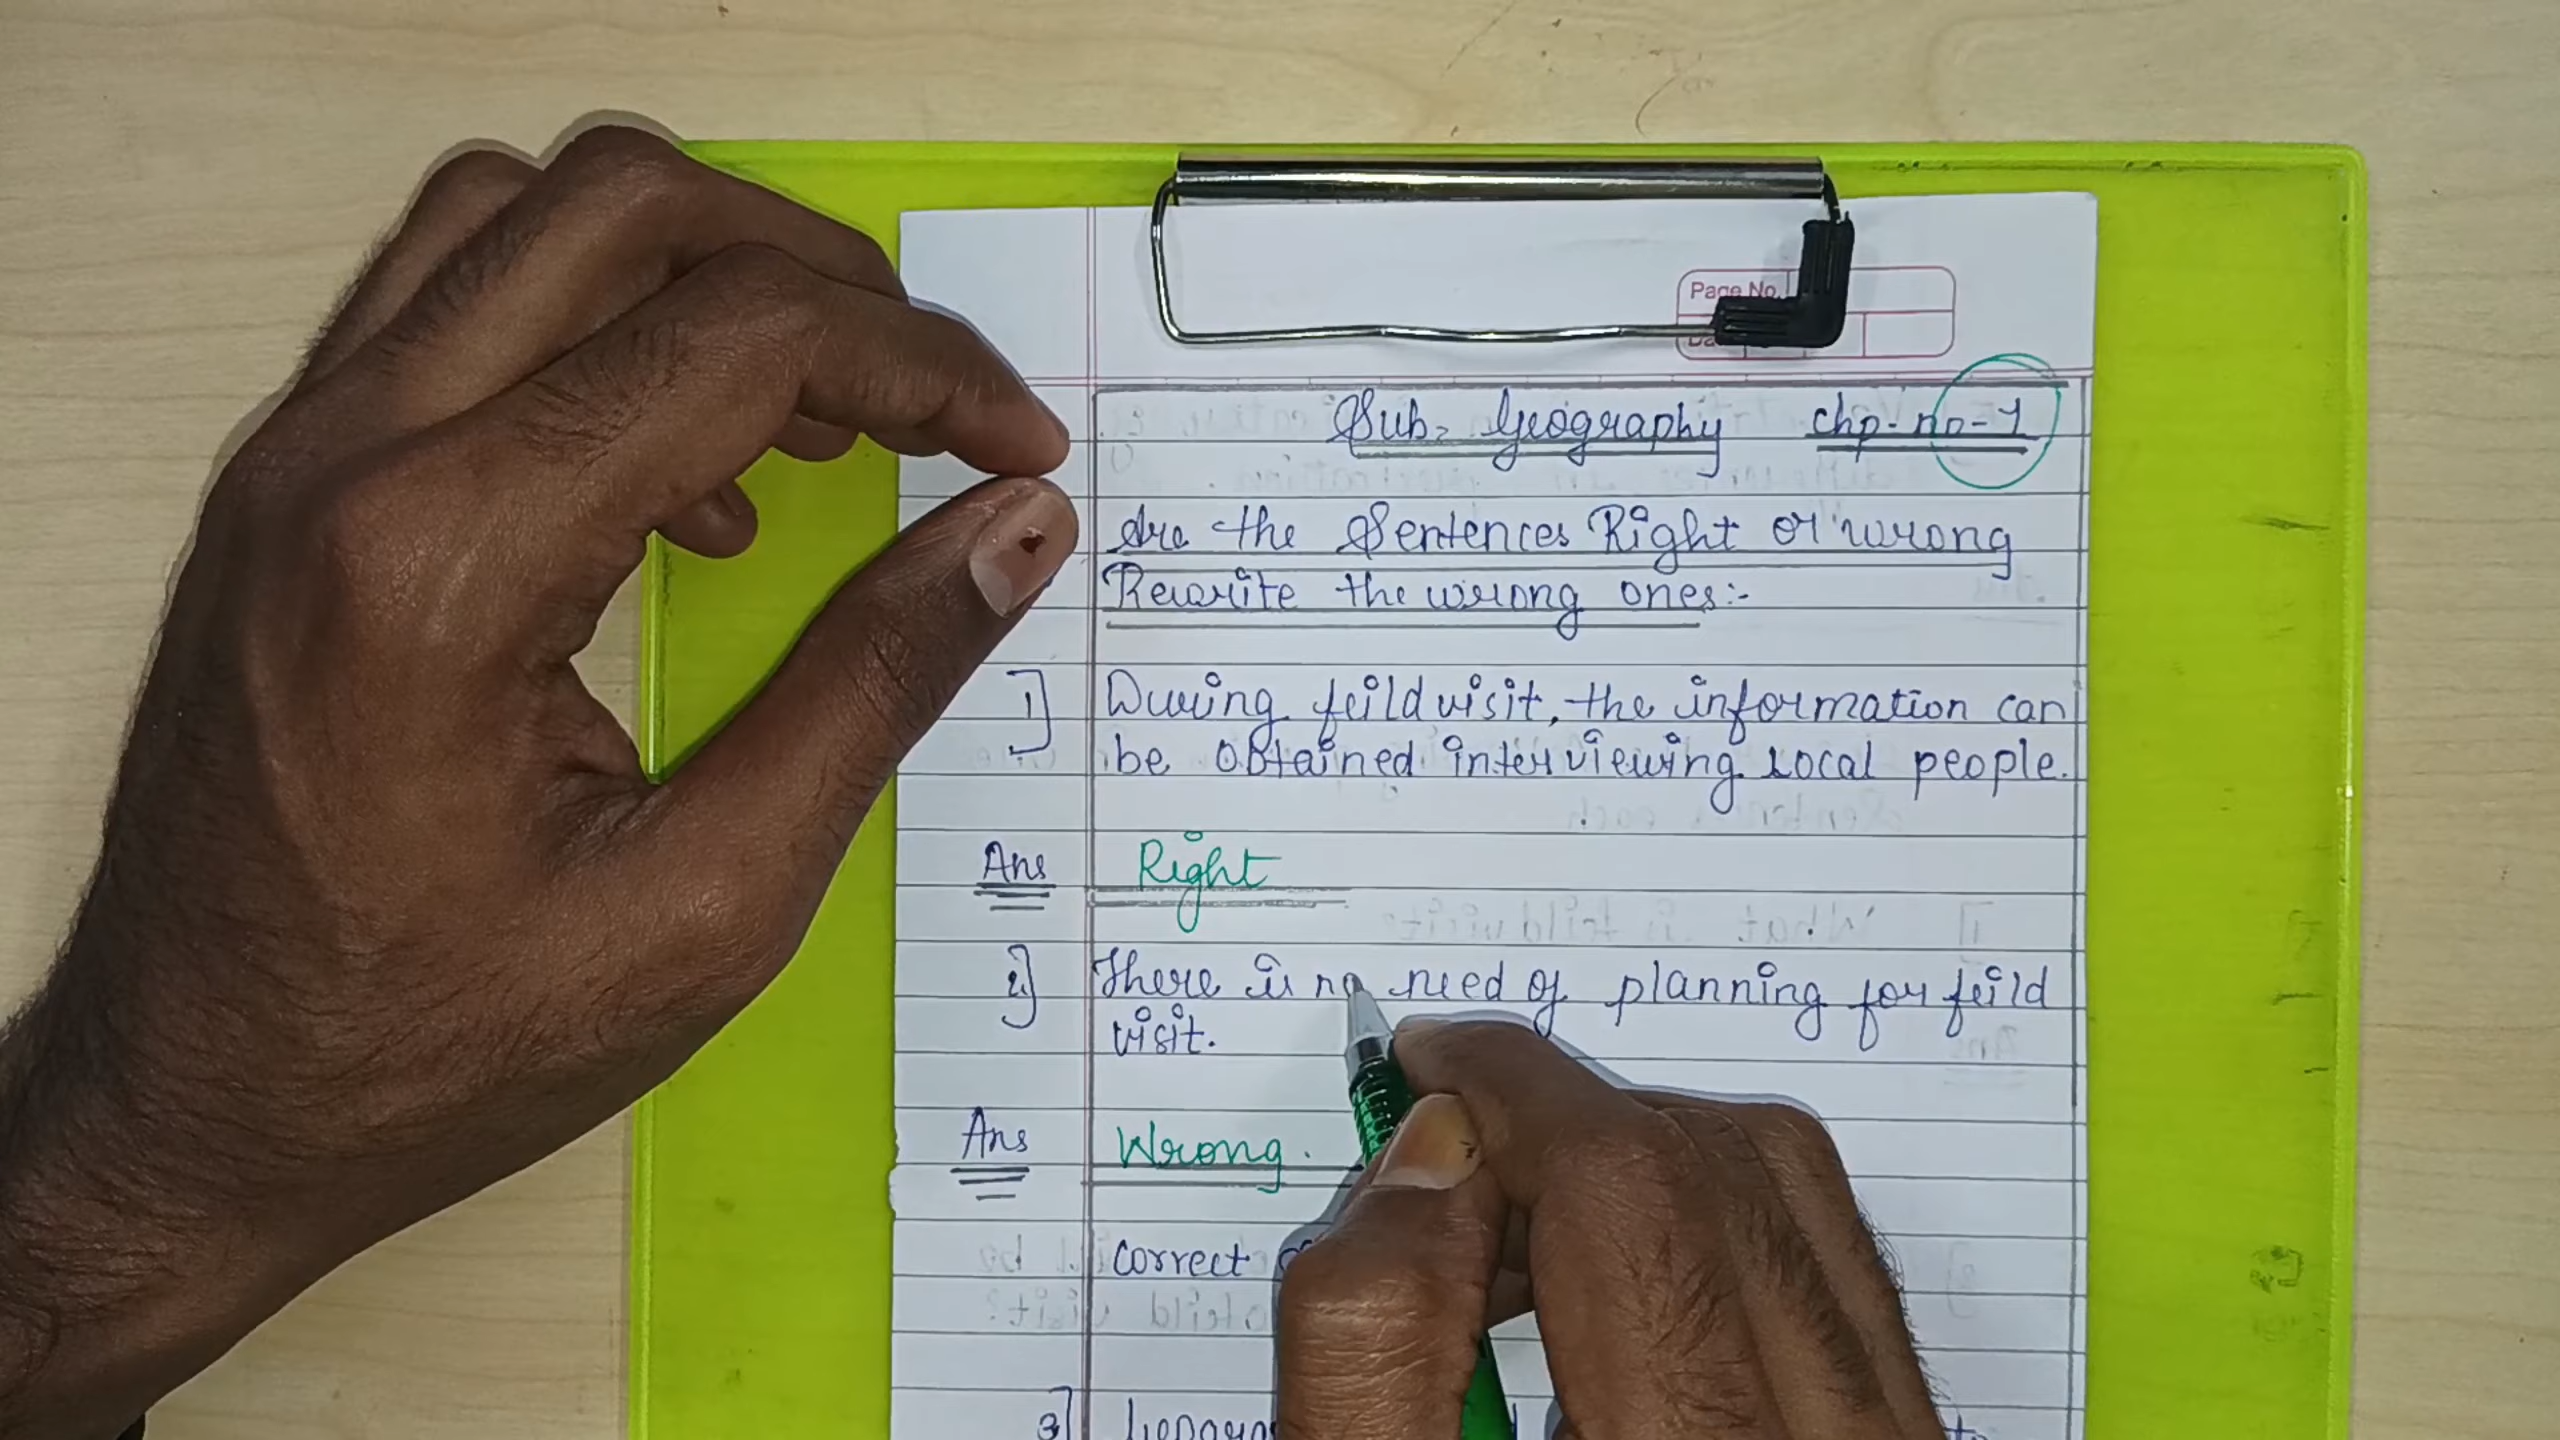 Page No.
Sub- Geography chp-no-1
Are the Sentences Right or wrong
Rewrite the wrong ones:-
1] During feild visit, the information can
be obtained interviewing local people.
Ans Right
2] There is no need of planning for feild
visit.
Ans Wrong.
correct
3]